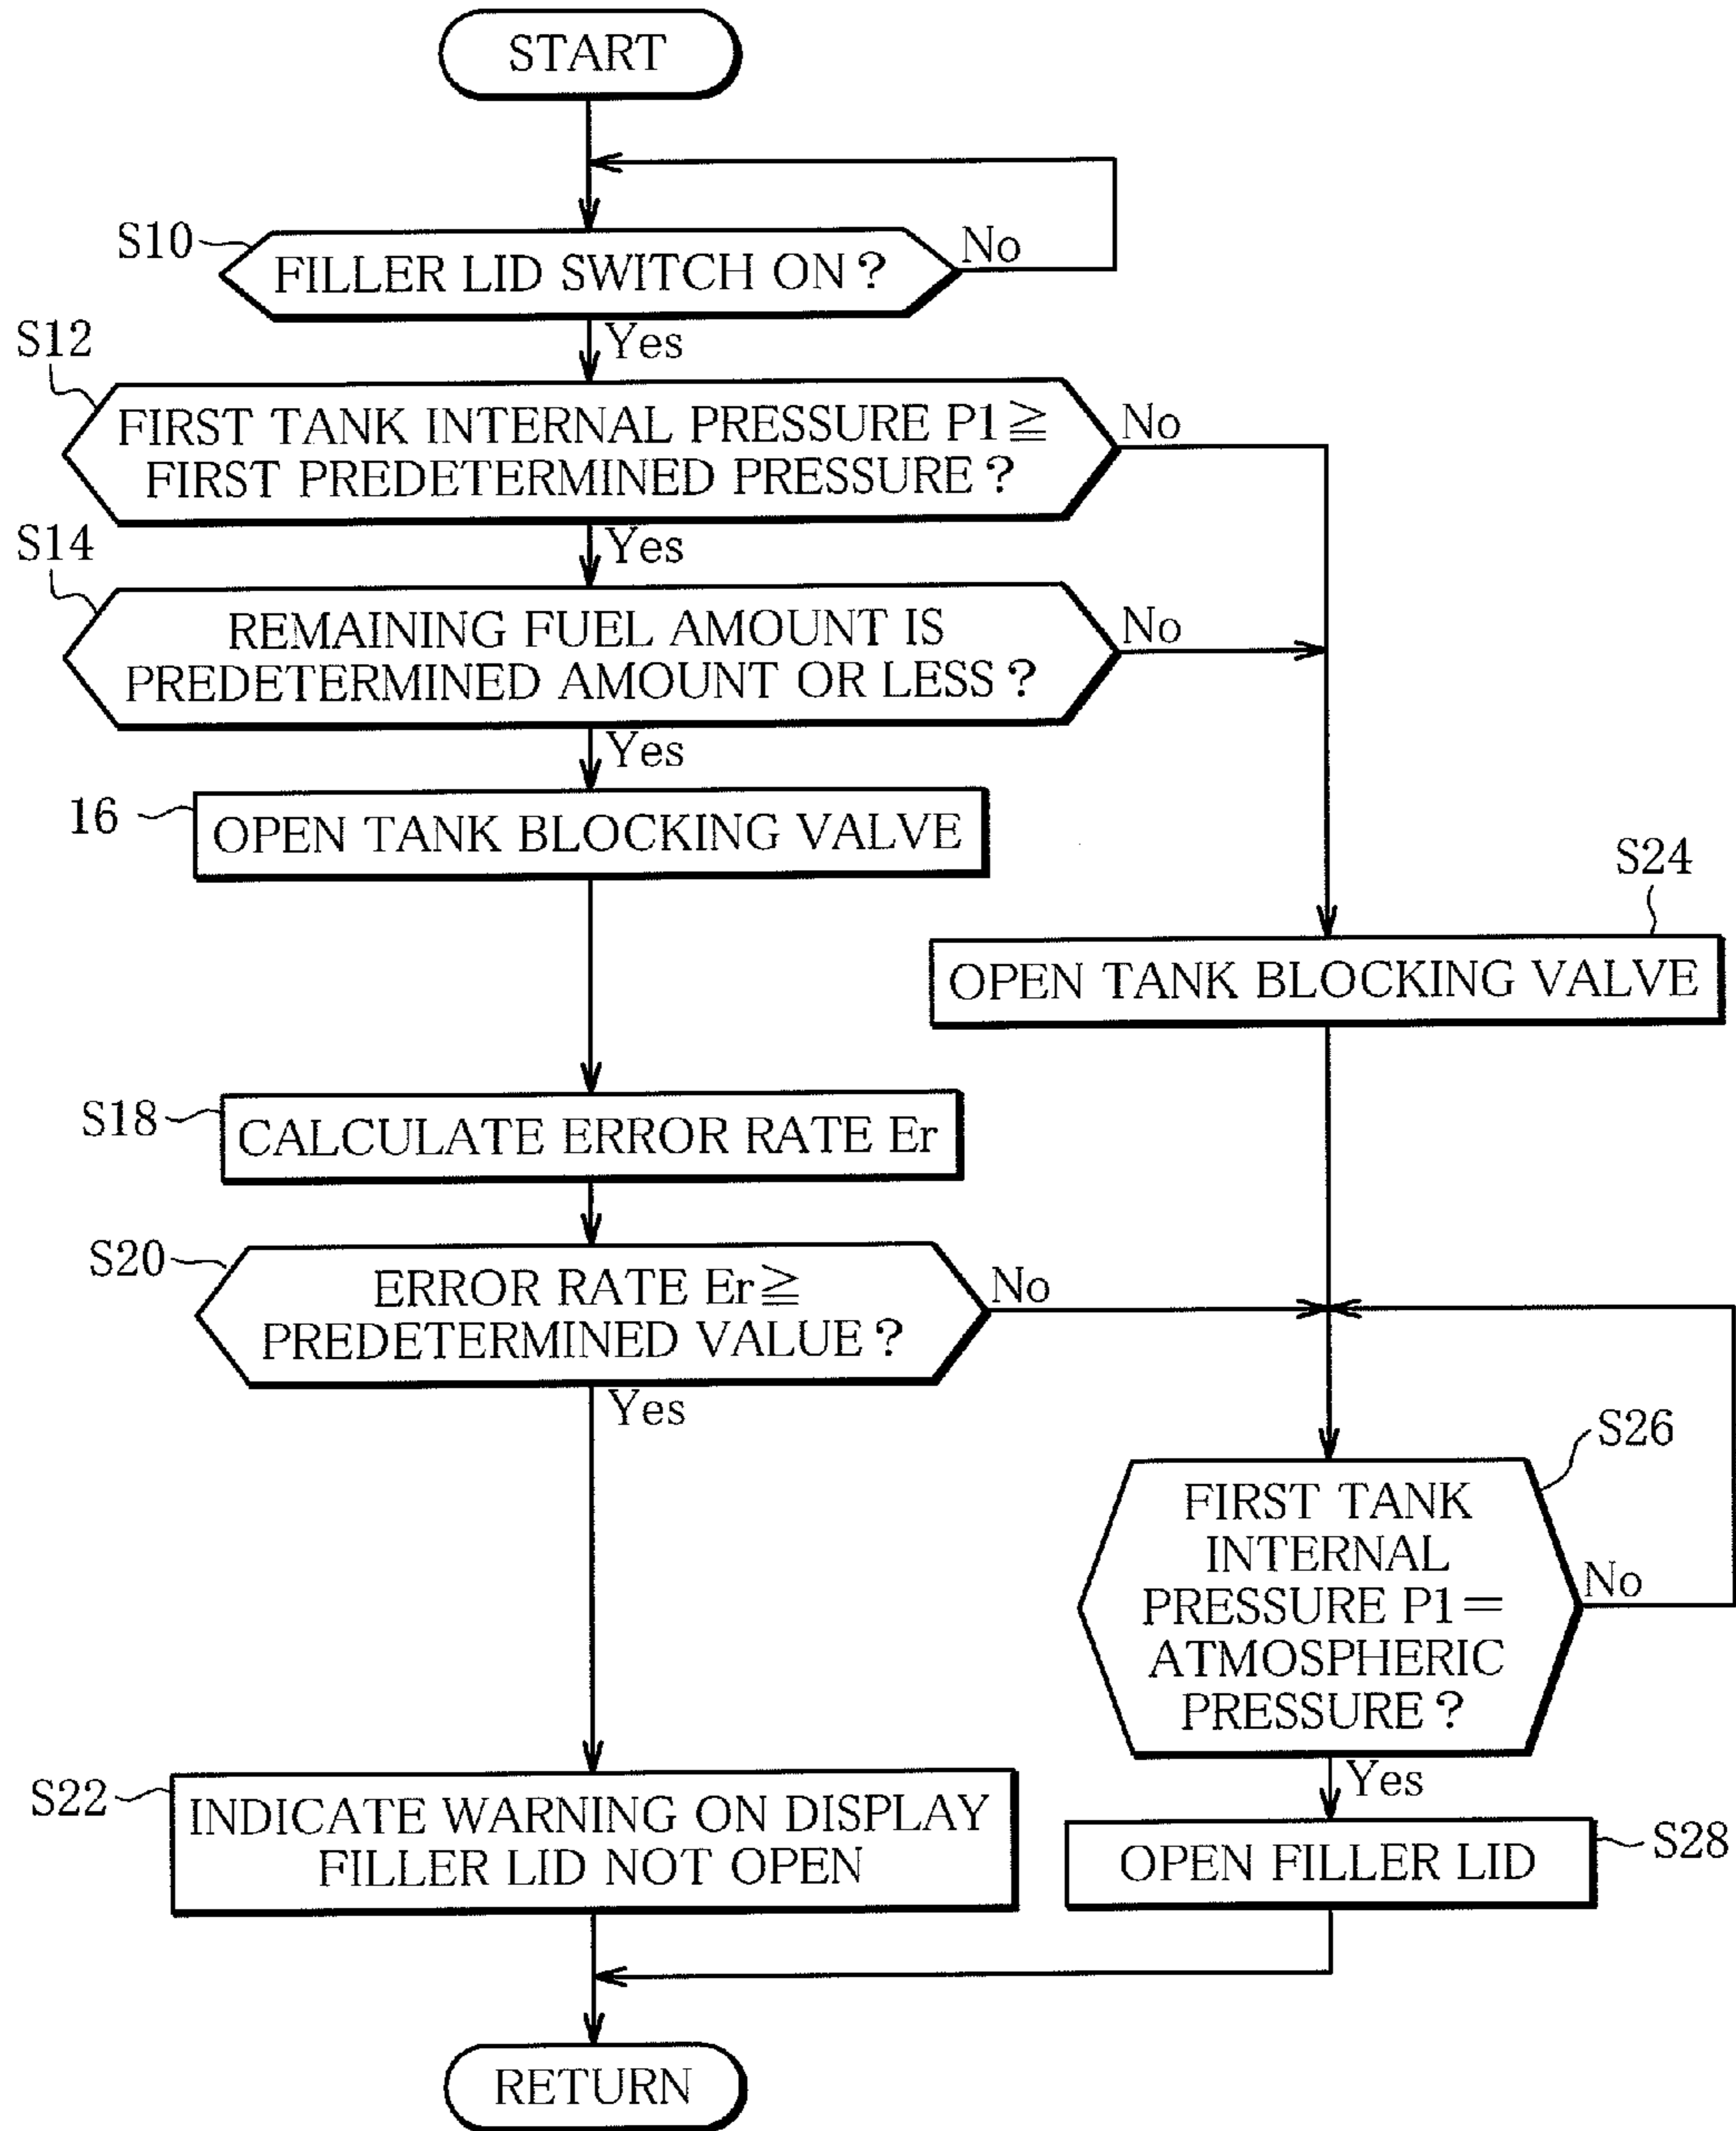 START
S10
FILLER LID SWITCH ON?
No
Yes
S12
FIRST TANK INTERNAL PRESSURE P1≧
FIRST PREDETERMINED PRESSURE?
No
Yes
S14
REMAINING FUEL AMOUNT IS
PREDETERMINED AMOUNT OR LESS?
No
Yes
16
OPEN TANK BLOCKING VALVE
S24
OPEN TANK BLOCKING VALVE
S18
CALCULATE ERROR RATE Er
S20
ERROR RATE Er≧
PREDETERMINED VALUE?
No
Yes
S26
FIRST TANK
INTERNAL
PRESSURE P1=
ATMOSPHERIC
PRESSURE?
No
Yes
S22
INDICATE WARNING ON DISPLAY
FILLER LID NOT OPEN
OPEN FILLER LID
S28
RETURN